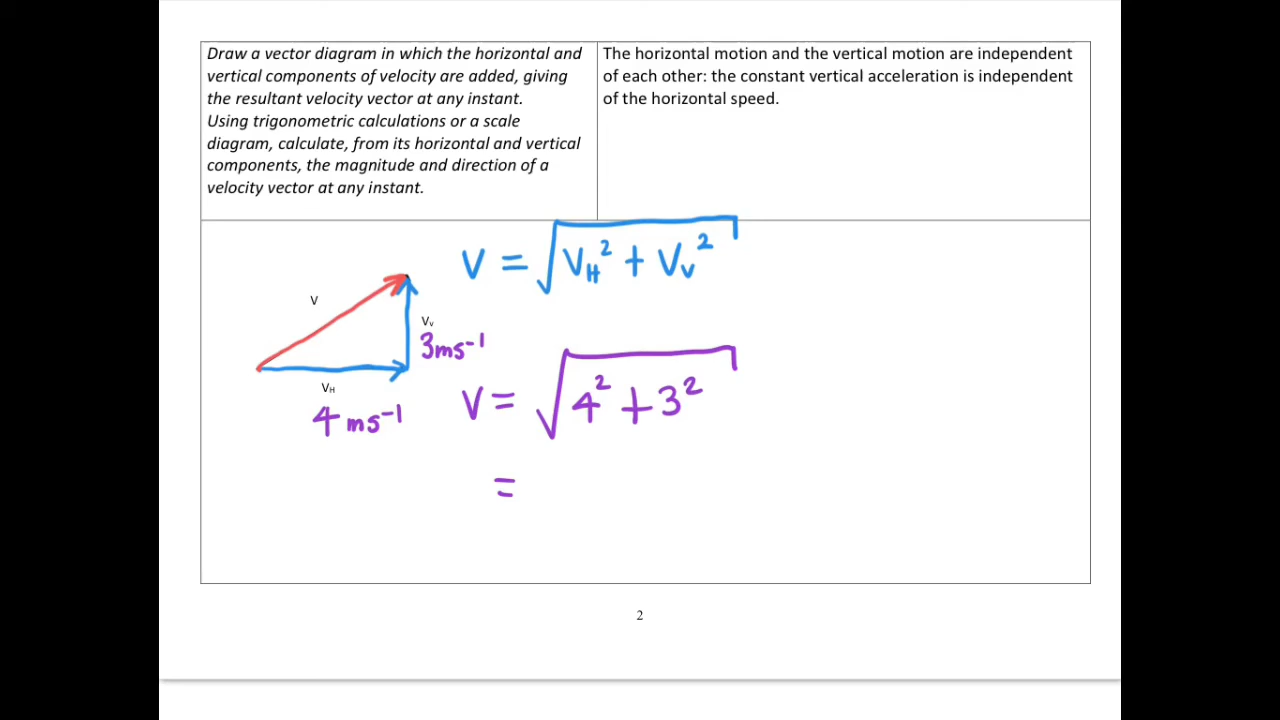 Draw a vector diagram in which the horizontal and
vertical components of velocity are added, giving
the resultant velocity vector at any instant.
Using trigonometric calculations or a scale
diagram, calculate, from its horizontal and vertical
components, the magnitude and direction of a
velocity vector at any instant.
The horizontal motion and the vertical motion are independent
of each other: the constant vertical acceleration is independent
of the horizontal speed.
V = √(V_H² + V_V²)
V
Vᵥ
3ms⁻¹
V_H
4ms⁻¹
V = √(4² + 3²)
=
2